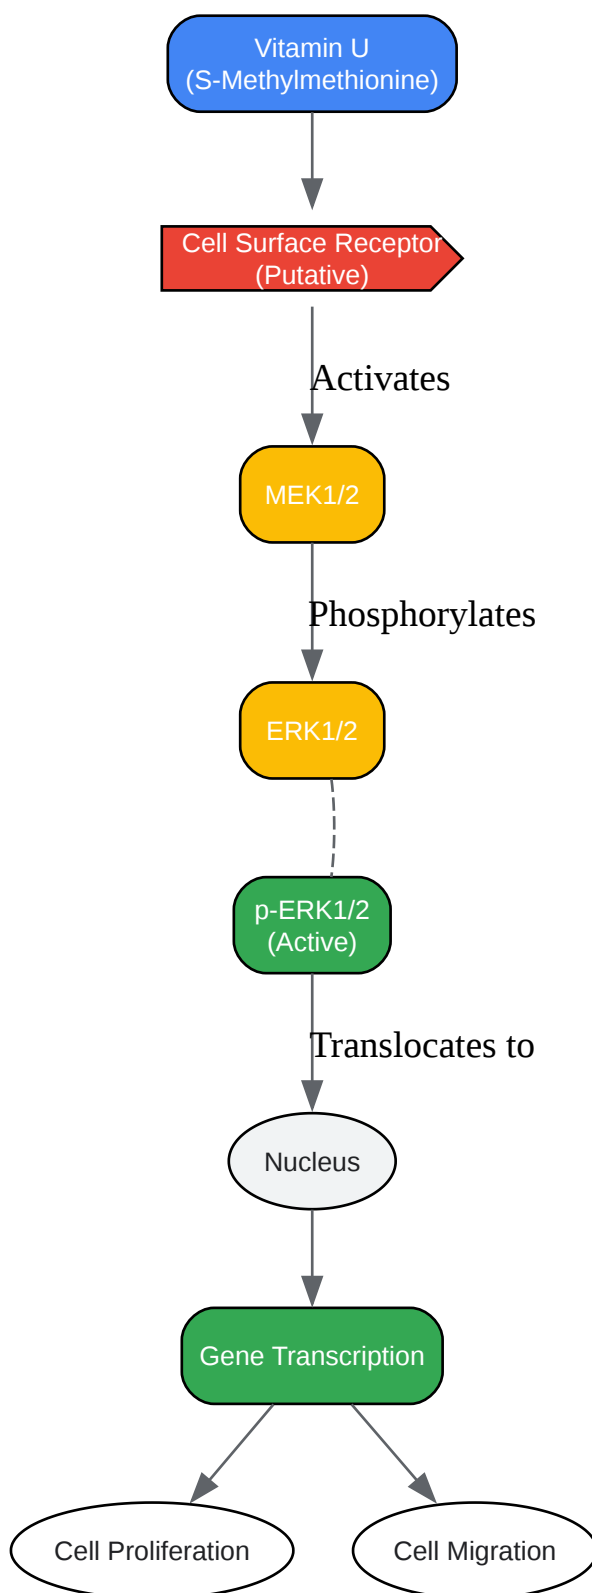 Vitamin U
(S-Methylmethionine)
Cell Surface Receptor
(Putative)
Activates
MEK1/2
Phosphorylates
ERK1/2
p-ERK1/2
(Active)
Translocates to
Nucleus
Gene Transcription
Cell Proliferation
Cell Migration